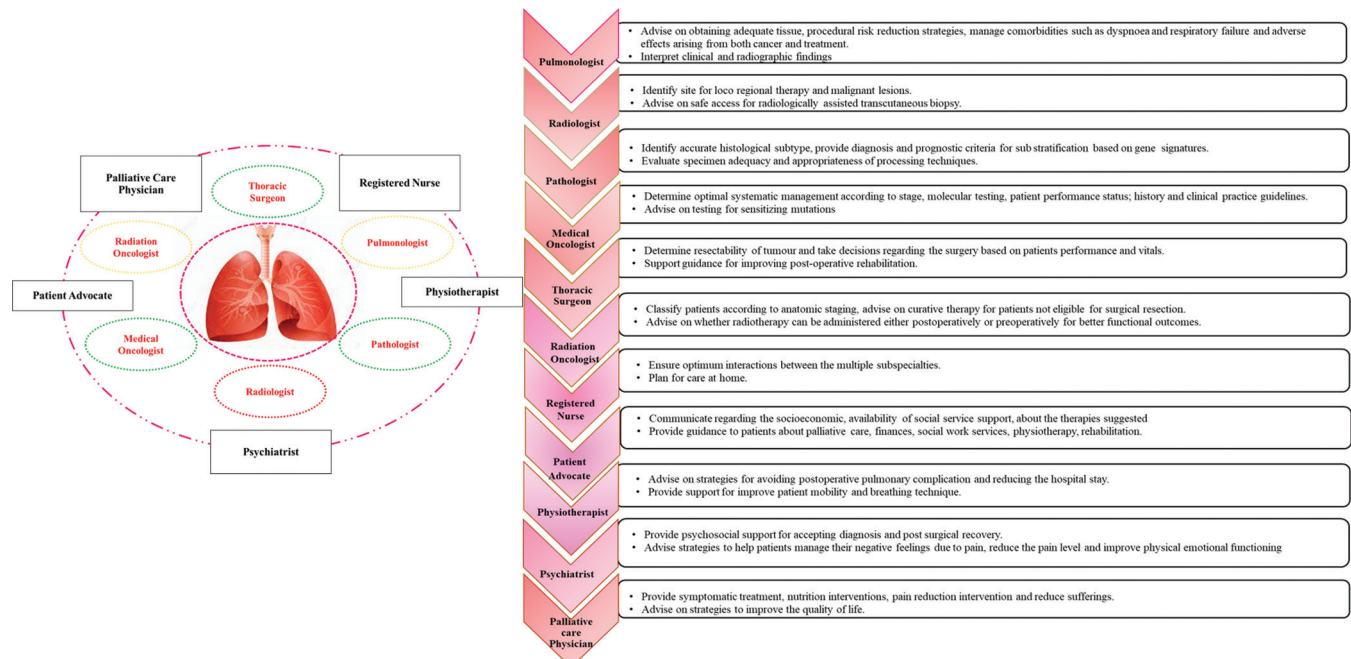 Palliative Care
Physician
Thoracic
Surgeon
Registered Nurse
Radiation
Oncologist
Pulmonologist
Patient Advocate
Physiotherapist
Medical
Oncologist
Pathologist
Radiologist
Psychiatrist
Pulmonologist
• Advise on obtaining adequate tissue, procedural risk reduction strategies, manage comorbidities such as dyspnoea and respiratory failure and adverse
effects arising from both cancer and treatment.
• Interpret clinical and radiographic findings
Radiologist
• Identify site for loco regional therapy and malignant lesions.
• Advise on safe access for radiologically assisted transcutaneous biopsy.
Pathologist
• Identify accurate histological subtype, provide diagnosis and prognostic criteria for sub stratification based on gene signatures.
• Evaluate specimen adequacy and appropriateness of processing techniques.
Medical
Oncologist
• Determine optimal systematic management according to stage, molecular testing, patient performance status; history and clinical practice guidelines.
• Advise on testing for sensitizing mutations
Thoracic
Surgeon
• Determine resectability of tumour and take decisions regarding the surgery based on patients performance and vitals.
• Support guidance for improving post-operative rehabilitation.
Radiation
Oncologist
• Classify patients according to anatomic staging, advise on curative therapy for patients not eligible for surgical resection.
• Advise on whether radiotherapy can be administered either postoperatively or preoperatively for better functional outcomes.
Registered
Nurse
• Ensure optimum interactions between the multiple subspecialties.
• Plan for care at home.
Patient
Advocate
• Communicate regarding the socioeconomic, availability of social service support, about the therapies suggested
• Provide guidance to patients about palliative care, finances, social work services, physiotherapy, rehabilitation.
Physiotherapist
• Advise on strategies for avoiding postoperative pulmonary complication and reducing the hospital stay.
• Provide support for improve patient mobility and breathing technique.
Psychiatrist
• Provide psychosocial support for accepting diagnosis and post surgical recovery.
• Advise strategies to help patients manage their negative feelings due to pain, reduce the pain level and improve physical emotional functioning
Palliative
care
Physician
• Provide symptomatic treatment, nutrition interventions, pain reduction intervention and reduce sufferings.
• Advise on strategies to improve the quality of life.